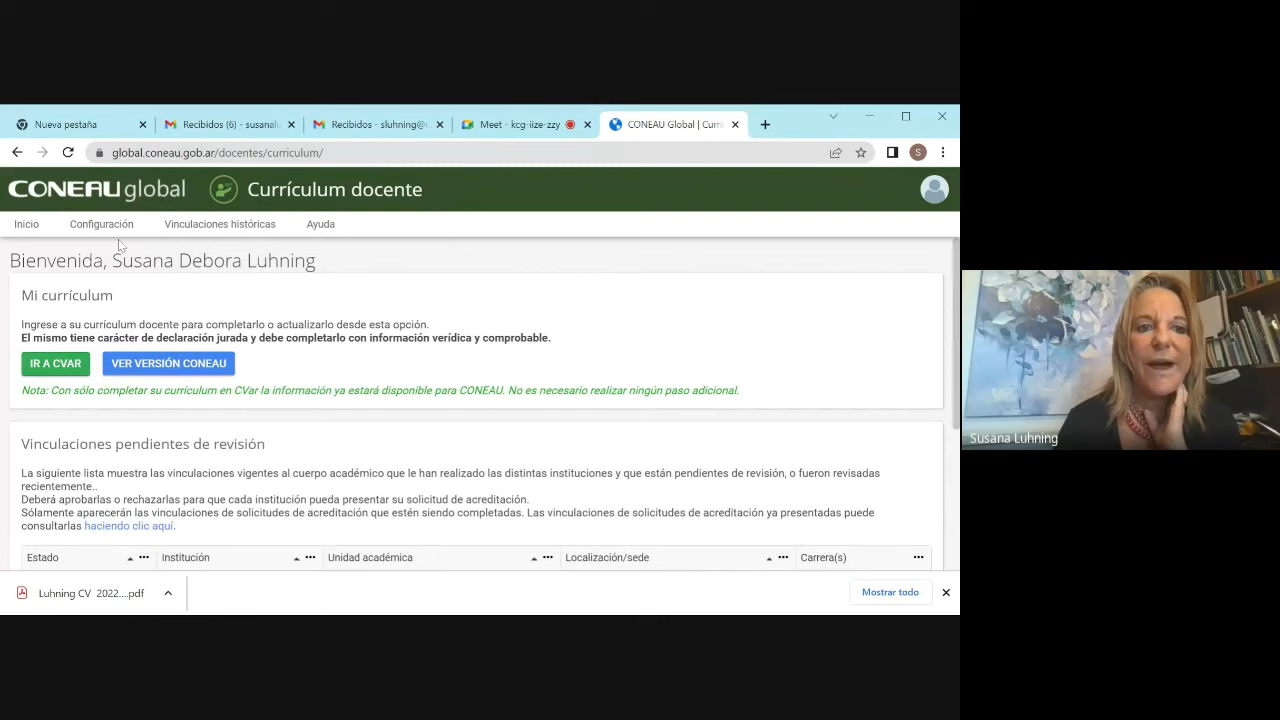 Nueva pestaña
Recibidos (6) - susanal
Recibidos - sluhning@
Meet - kcg-iize-zzy
CONEAU Global | Curri
global.coneau.gob.ar/docentes/curriculum/
S
CONEAU global
Currículum docente
Inicio
Configuración
Vinculaciones históricas
Ayuda
Bienvenida, Susana Debora Luhning
Mi currículum
Ingrese a su currículum docente para completarlo o actualizarlo desde esta opción.
El mismo tiene carácter de declaración jurada y debe completarlo con información verídica y comprobable.
IR A CVAR
VER VERSIÓN CONEAU
Nota: Con sólo completar su currículum en CVar la información ya estará disponible para CONEAU. No es necesario realizar ningún paso adicional.
Vinculaciones pendientes de revisión
La siguiente lista muestra las vinculaciones vigentes al cuerpo académico que le han realizado las distintas instituciones y que están pendientes de revisión, o fueron revisadas
recientemente..
Deberá aprobarlas o rechazarlas para que cada institución pueda presentar su solicitud de acreditación.
Sólamente aparecerán las vinculaciones de solicitudes de acreditación que estén siendo completadas. Las vinculaciones de solicitudes de acreditación ya presentadas puede
consultarlas haciendo clic aquí.
Estado
Institución
Unidad académica
Localización/sede
Carrera(s)
Luhning CV 2022....pdf
Mostrar todo
Susana Luhning